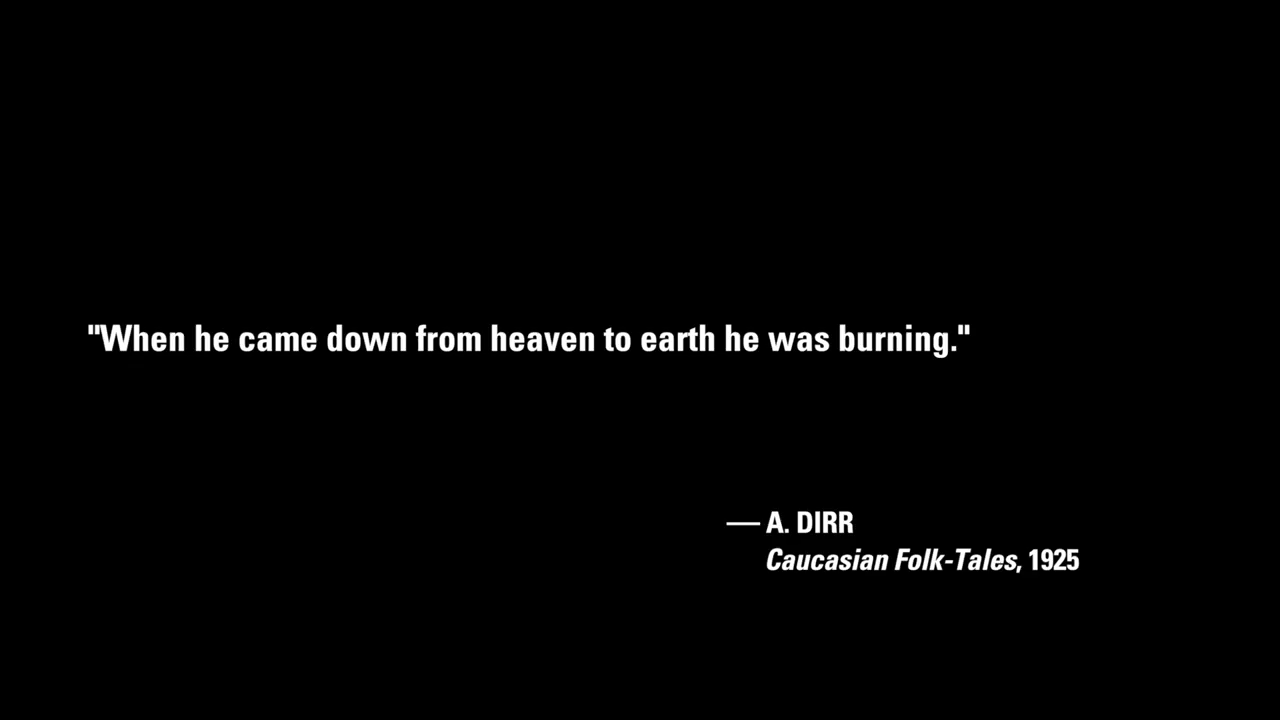 "When he came down from heaven to earth he was burning."
— A. DIRR
Caucasian Folk-Tales, 1925